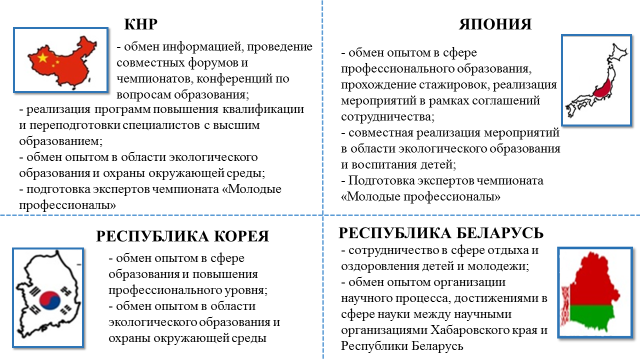 КНР
- обмен информацией, проведение
совместных форумов и
чемпионатов, конференций по
вопросам образования;
- реализация программ повышения квалификации
и переподготовки специалистов с высшим
образованием;
- обмен опытом в области экологического
образования и охраны окружающей среды;
- подготовка экспертов чемпионата «Молодые
профессионалы»
ЯПОНИЯ
- обмен опытом в сфере
профессионального образования,
прохождение стажировок, реализация
мероприятий в рамках соглашений
сотрудничества;
- совместная реализация мероприятий
в области экологического образования
и воспитания детей;
- Подготовка экспертов чемпионата
«Молодые профессионалы»
РЕСПУБЛИКА КОРЕЯ
- обмен опытом в сфере
образования и повышения
профессионального уровня;
- обмен опытом в области
экологического образования и
охраны окружающей среды
РЕСПУБЛИКА БЕЛАРУСЬ
- сотрудничество в сфере отдыха и
оздоровления детей и молодежи;
- обмен опытом организации
научного процесса, достижениями в
сфере науки между научными
организациями Хабаровского края и
Республики Беларусь